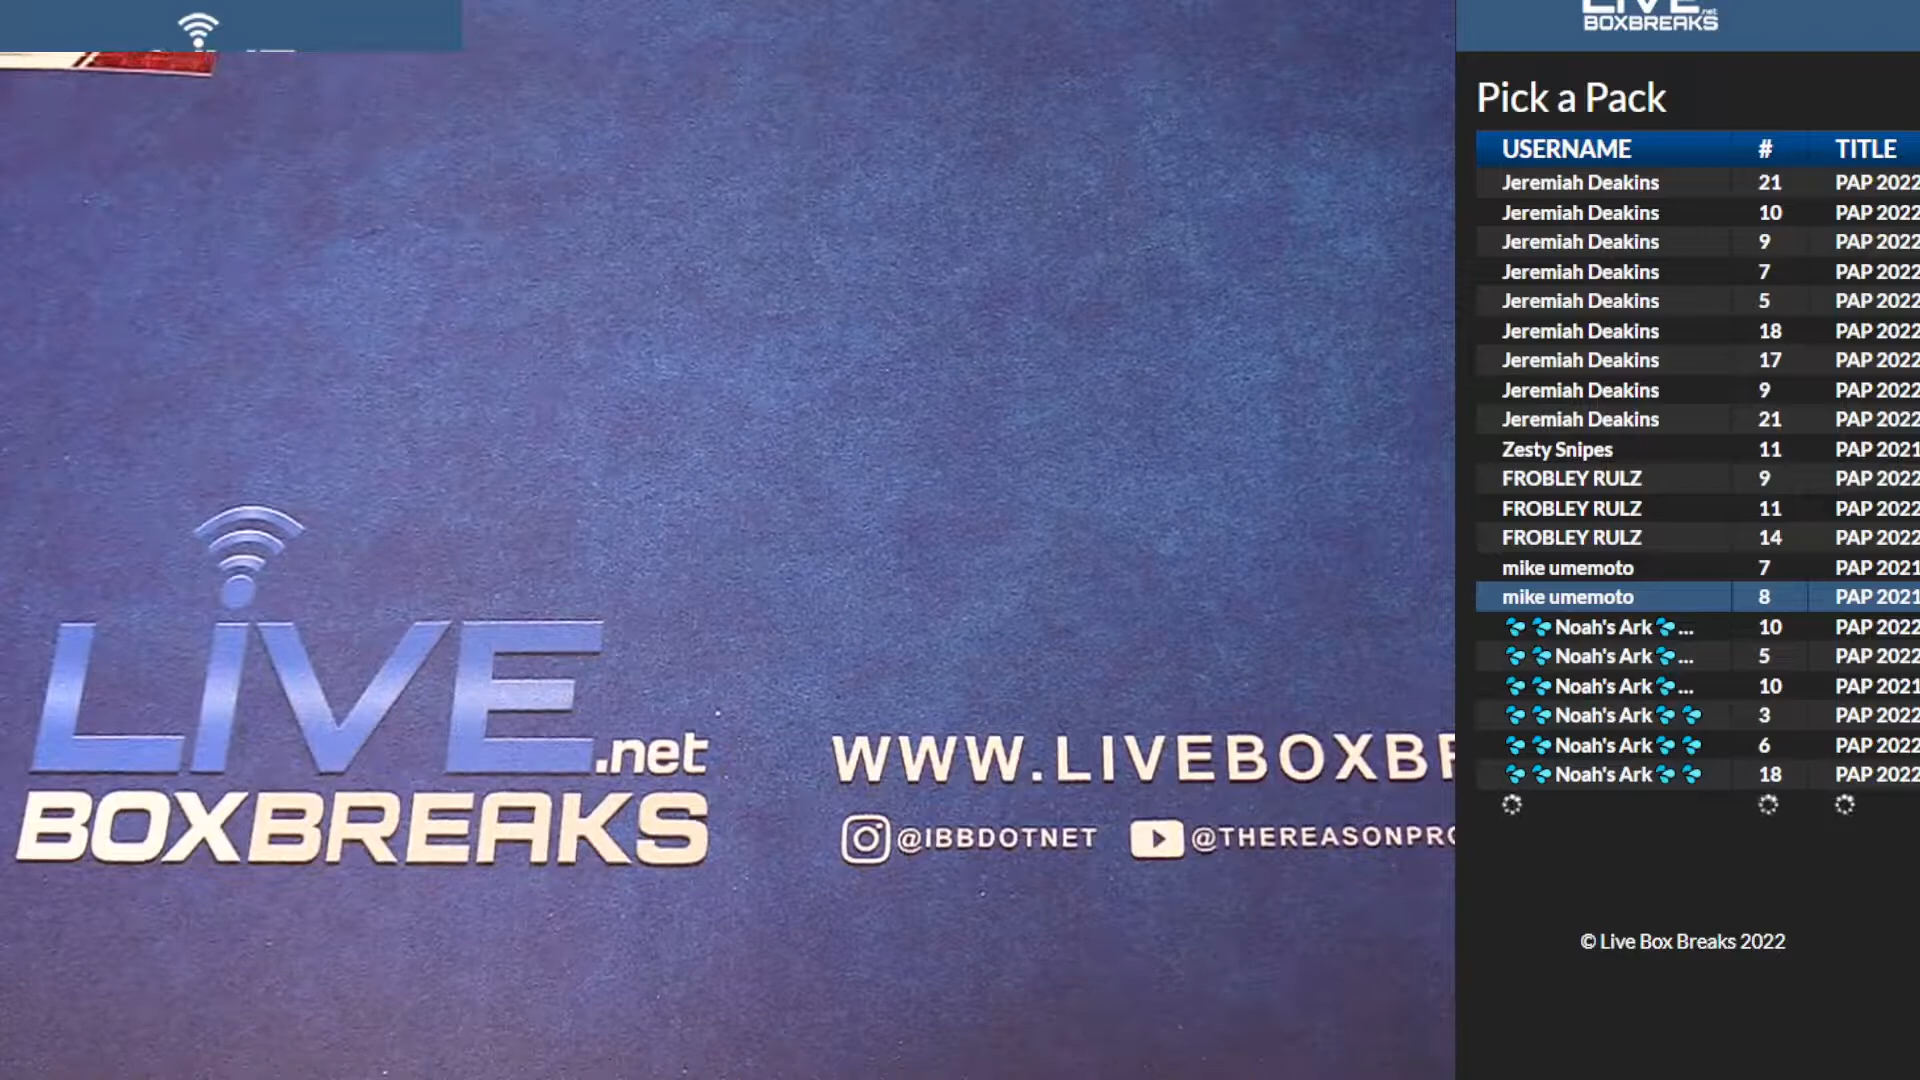 LIVE.net
BOXBREAKS
Pick a Pack
USERNAME # TITLE
Jeremiah Deakins 21 PAP 2022
Jeremiah Deakins 10 PAP 2022
Jeremiah Deakins 9 PAP 2022
Jeremiah Deakins 7 PAP 2022
Jeremiah Deakins 5 PAP 2022
Jeremiah Deakins 18 PAP 2022
Jeremiah Deakins 17 PAP 2022
Jeremiah Deakins 9 PAP 2022
Jeremiah Deakins 21 PAP 2022
Zesty Snipes 11 PAP 2021
FROBLEY RULZ 9 PAP 2022
FROBLEY RULZ 11 PAP 2022
FROBLEY RULZ 14 PAP 2022
mike umemoto 7 PAP 2021
mike umemoto 8 PAP 2021
💦 💦 Noah's Ark 💦 ... 10 PAP 2022
💦 💦 Noah's Ark 💦 ... 5 PAP 2022
💦 💦 Noah's Ark 💦 ... 10 PAP 2021
💦 💦 Noah's Ark 💦 💦 3 PAP 2022
💦 💦 Noah's Ark 💦 💦 6 PAP 2022
💦 💦 Noah's Ark 💦 💦 18 PAP 2022
© Live Box Breaks 2022
LIVE.net
BOXBREAKS
WWW.LIVEBOXBR
@IBBDOTNET @THEREASONPRO